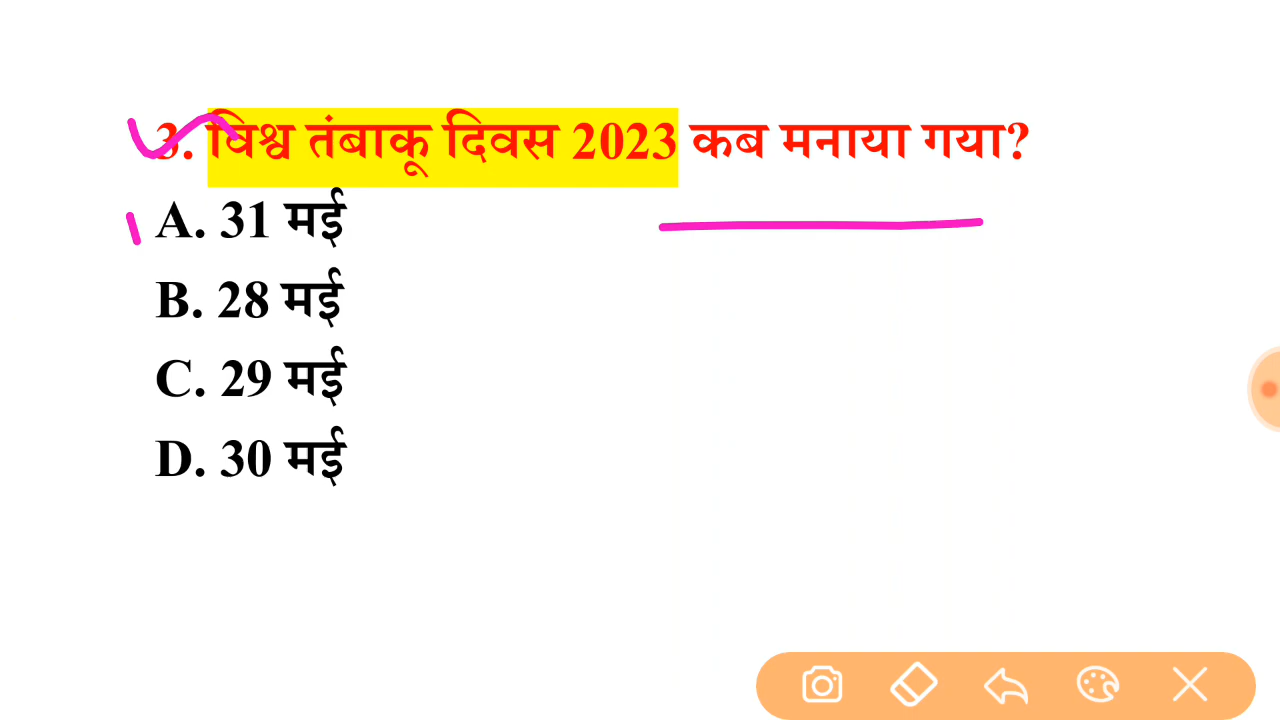 3. विश्व तंबाकू दिवस 2023 कब मनाया गया?
A. 31 मई
B. 28 मई
C. 29 मई
D. 30 मई